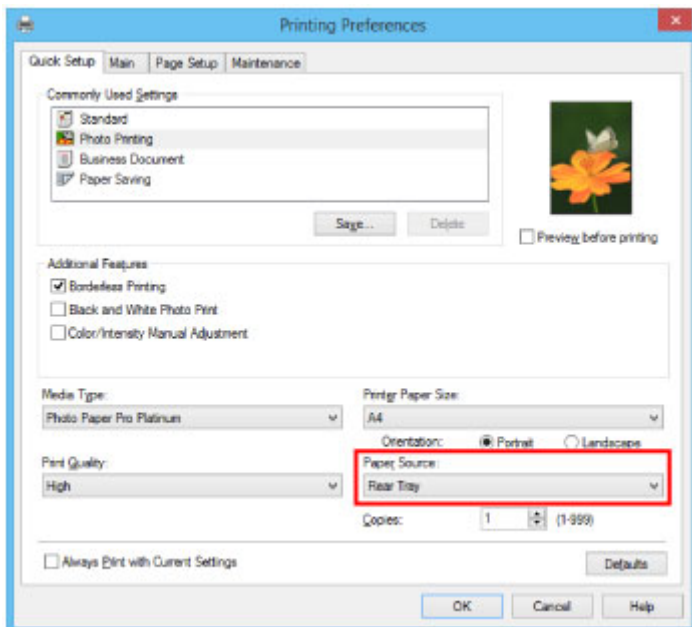 Printing Preferences
Quick Setup Main Page Setup Maintenance
Commonly Used Settings
Standard
Photo Printing
Business Document
Paper Saving
Save... Delete
Preview before printing
Additional Features
Borderless Printing
Black and White Photo Print
Color/Intensity Manual Adjustment
Media Type: Printer Paper Size:
Photo Paper Pro Platinum A4
Orientation: Portrait Landscape
Print Quality: Paper Source:
High Rear Tray
Copies: 1 (1-999)
Always Print with Current Settings Defaults
OK Cancel Help